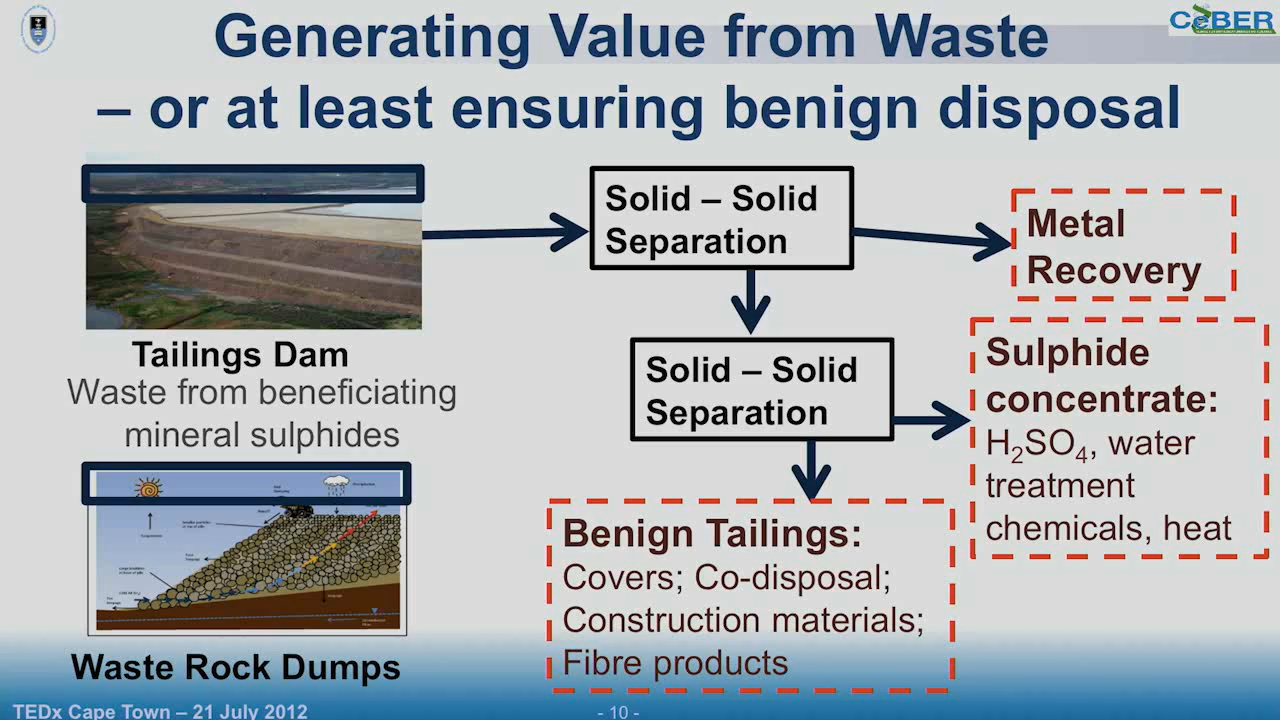 CeBER
Generating Value from Waste
– or at least ensuring benign disposal
Solid – Solid
Separation
Metal
Recovery
Tailings Dam
Waste from beneficiating
mineral sulphides
Solid – Solid
Separation
Sulphide
concentrate:
H₂SO₄, water
treatment
chemicals, heat
Benign Tailings:
Covers; Co-disposal;
Construction materials;
Fibre products
Waste Rock Dumps
TEDx Cape Town – 21 July 2012
- 10 -